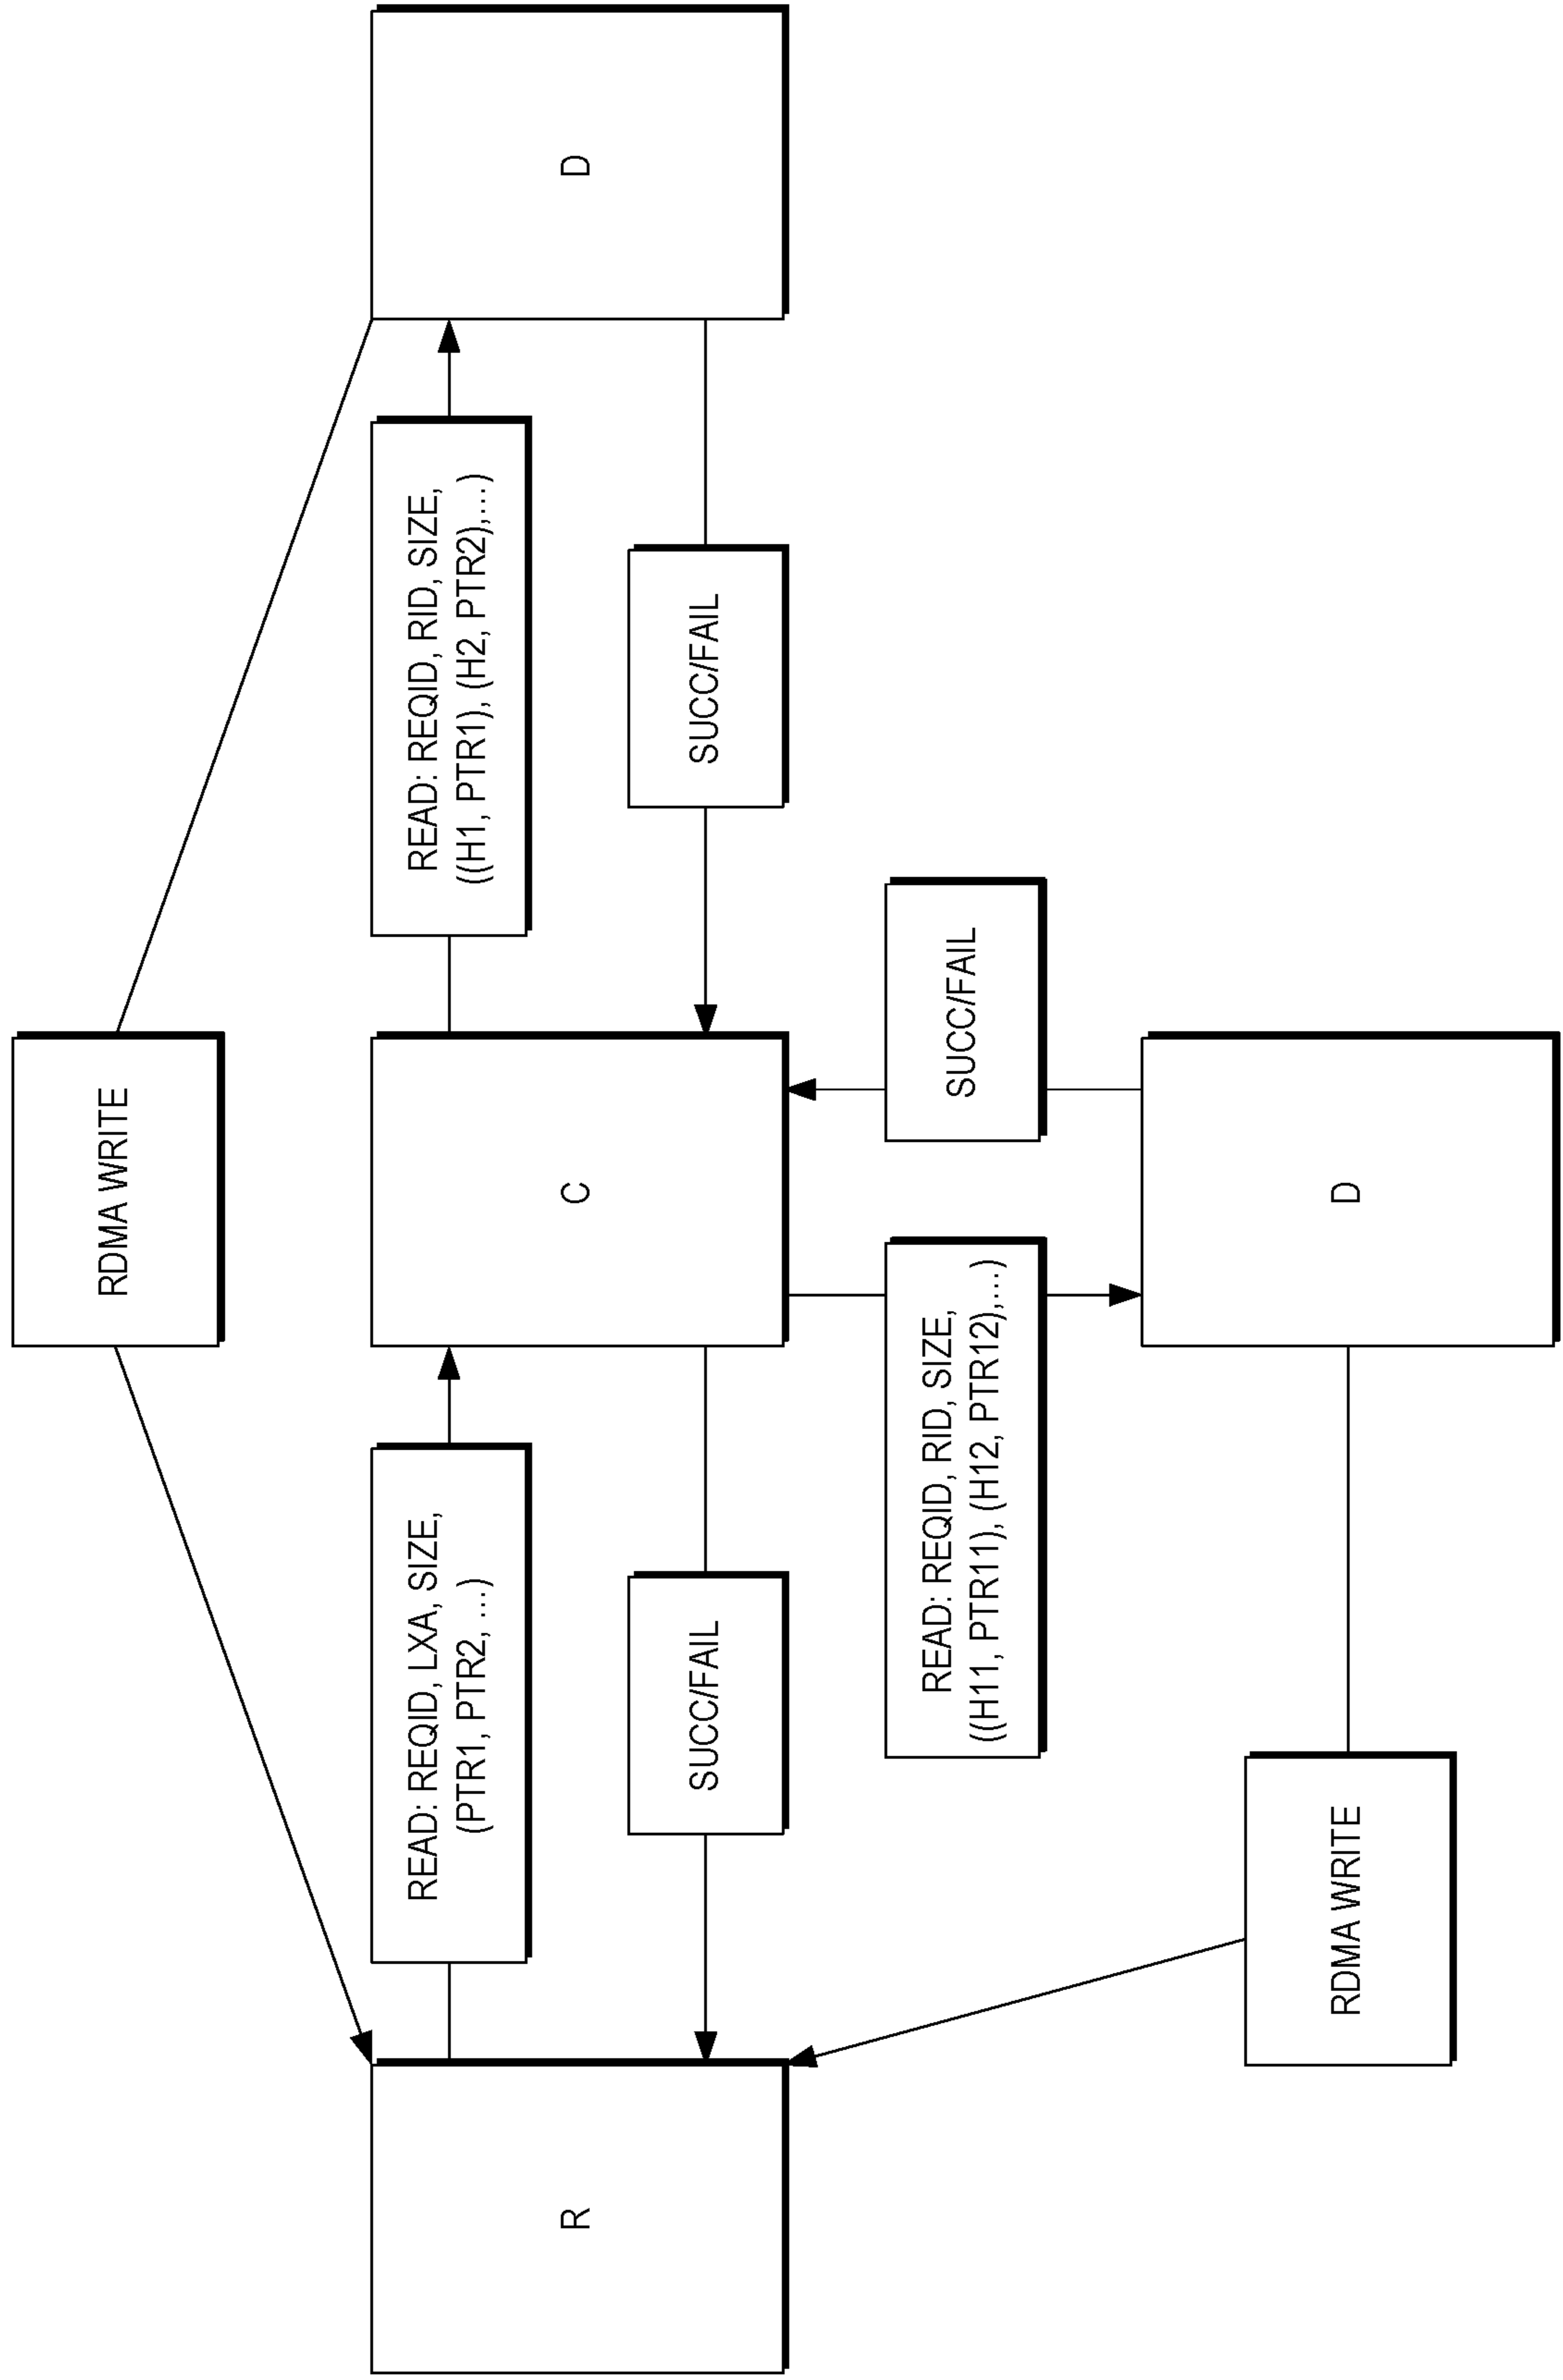 RDMA WRITE
READ: REQID, LXA, SIZE,
(PTR1, PTR2, ...)
READ: REQID, RID, SIZE,
((H1, PTR1), (H2, PTR2),...)
R
C
D
SUCC/FAIL
SUCC/FAIL
READ: REQID, RID, SIZE,
((H11, PTR11), (H12, PTR12),...)
SUCC/FAIL
RDMA WRITE
D